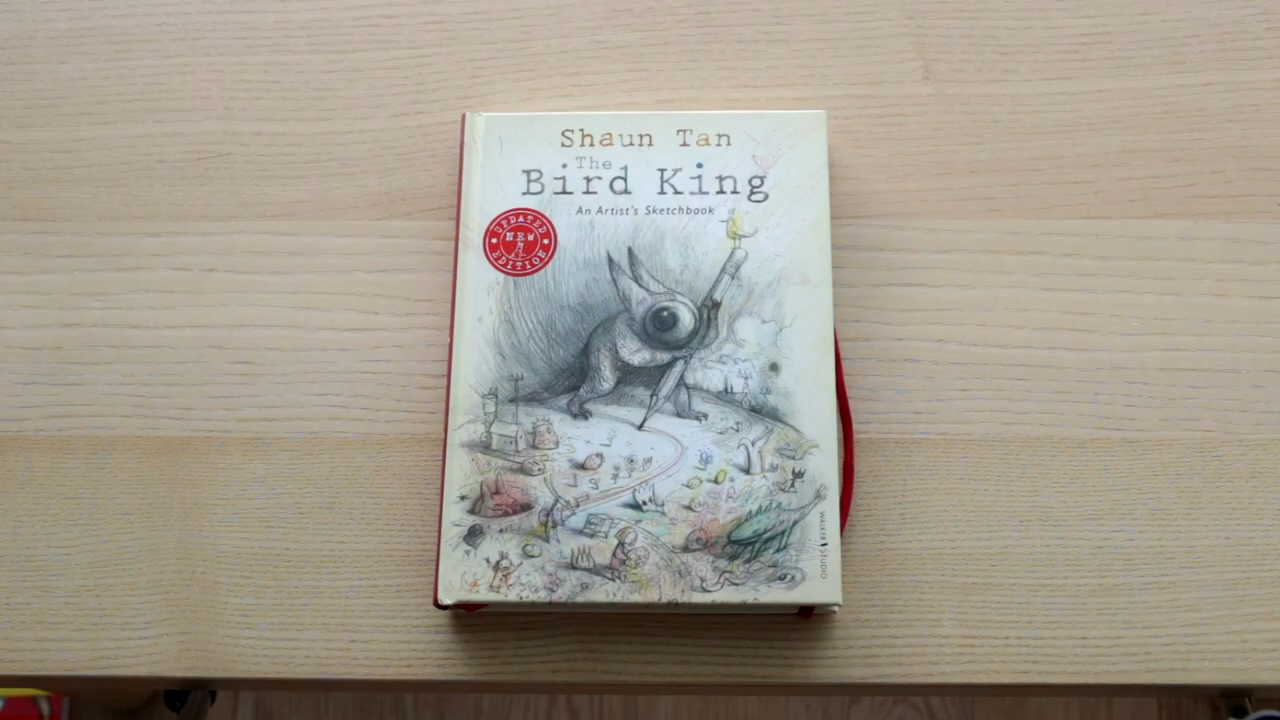 Shaun Tan
The
Bird King
An Artist's Sketchbook
UPDATED
NEW
EDITION
WALKER STUDIO